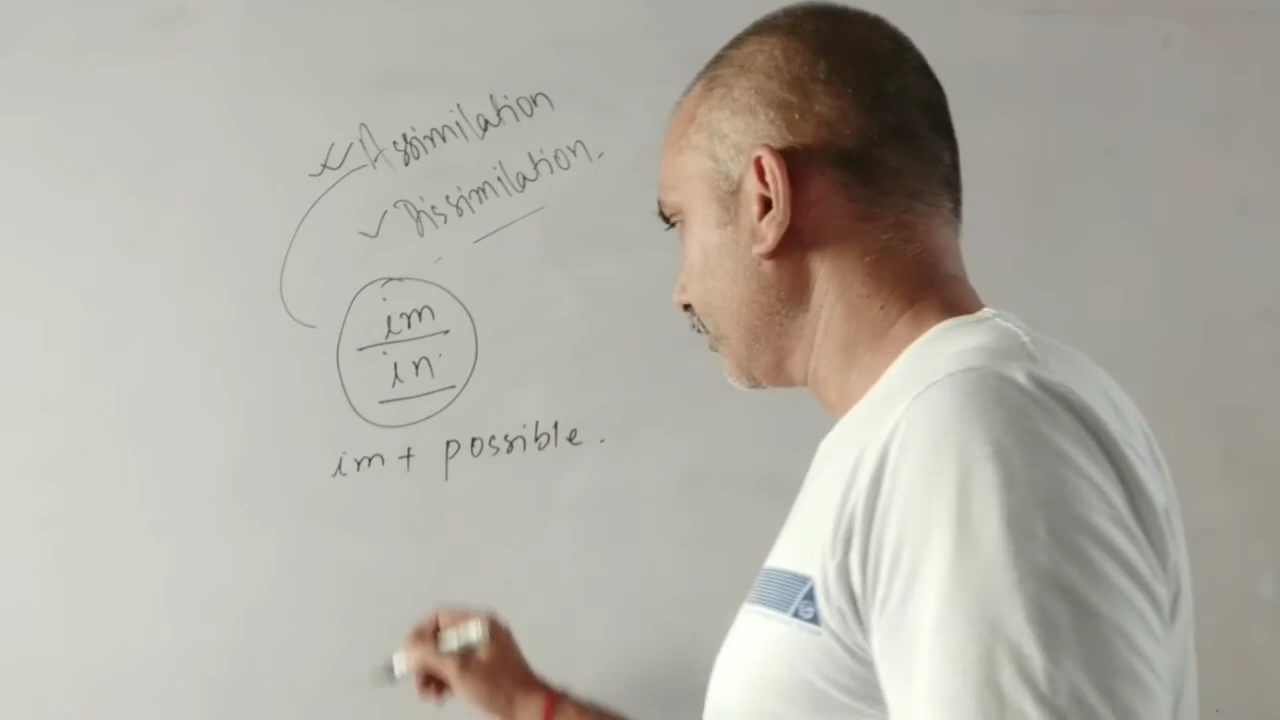 Assimilation
Dissimilation.
im
in
im + possible.